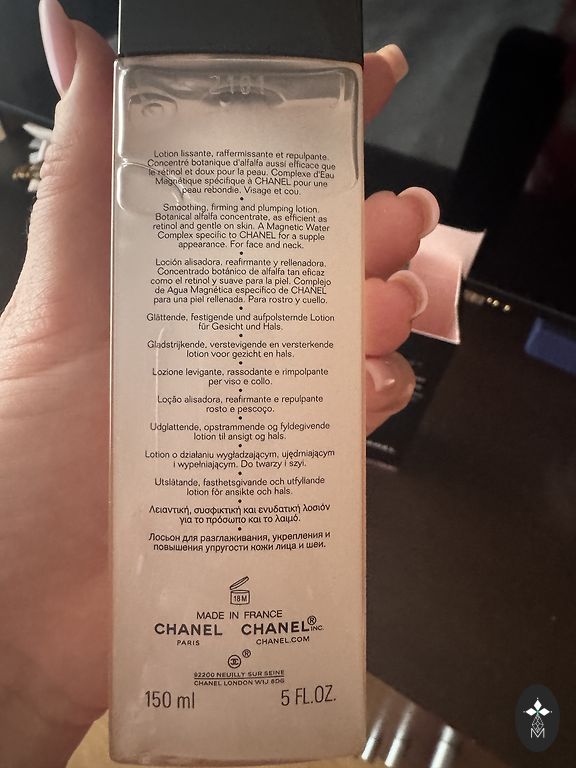 2181
Lotion lissante, raffermissante et repulpante.
Concentré botanique d'alfalfa aussi efficace que
le rétinol et doux pour la peau. Complexe d'Eau
Magnétique spécifique à CHANEL pour une
peau rebondie. Visage et cou.
•
Smoothing, firming and plumping lotion.
Botanical alfalfa concentrate, as efficient as
retinol and gentle on skin. A Magnetic Water
Complex specific to CHANEL for a supple
appearance. For face and neck.
•
Loción alisadora, reafirmante y rellenadora.
Concentrado botánico de alfalfa tan eficaz
como el retinol y suave para la piel. Complejo
de Agua Magnética específico de CHANEL
para una piel rellenada. Para rostro y cuello.
•
Glättende, festigende und aufpolsternde Lotion
für Gesicht und Hals.
•
Gladstrijkende, verstevigende en versterkende
lotion voor gezicht en hals.
•
Lozione levigante, rassodante e rimpolpante
per viso e collo.
•
Loção alisadora, reafirmante e repulpante
rosto e pescoço.
•
Udglattende, opstrammende og fyldegivende
lotion til ansigt og hals.
•
Lotion o działaniu wygładzającym, ujędrniającym
i wypełniającym. Do twarzy i szyi.
•
Utslätande, fasthetsgivande och utfyllande
lotion för ansikte och hals.
•
Λειαντική, συσφικτική και ενυδατική λοσιόν
για το πρόσωπο και το λαιμό.
•
Лосьон для разглаживания, укрепления и
повышения упругости кожи лица и шеи.
18M
MADE IN FRANCE
CHANEL CHANEL® INC.
PARIS CHANEL.COM
®
92200 NEUILLY SUR SEINE
CHANEL LONDON W1J 6DG
150 ml 5 FL.OZ.
M